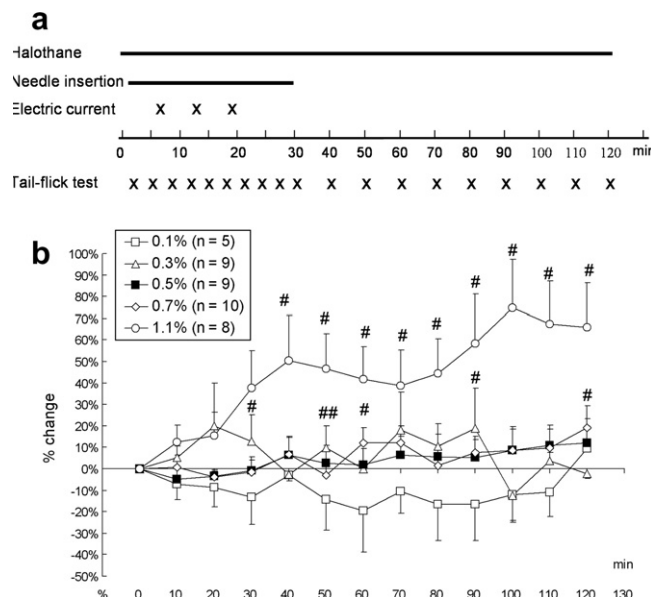 a
Halothane
Needle insertion
Electric current
x x x
0 10 20 30 40 50 60 70 80 90 100 110 120 min
Tail-flick test x x x x x x x x x x x x x x x x x x x
b
0.1% (n = 5)
0.3% (n = 9)
0.5% (n = 9)
0.7% (n = 10)
1.1% (n = 8)
100%
90%
80%
70%
60%
50%
40%
30%
20%
10%
0%
-10%
-20%
-30%
-40%
-50%
% change
# # # # # # # # #
# ## # # #
min
% 0 10 20 30 40 50 60 70 80 90 100 110 120 130